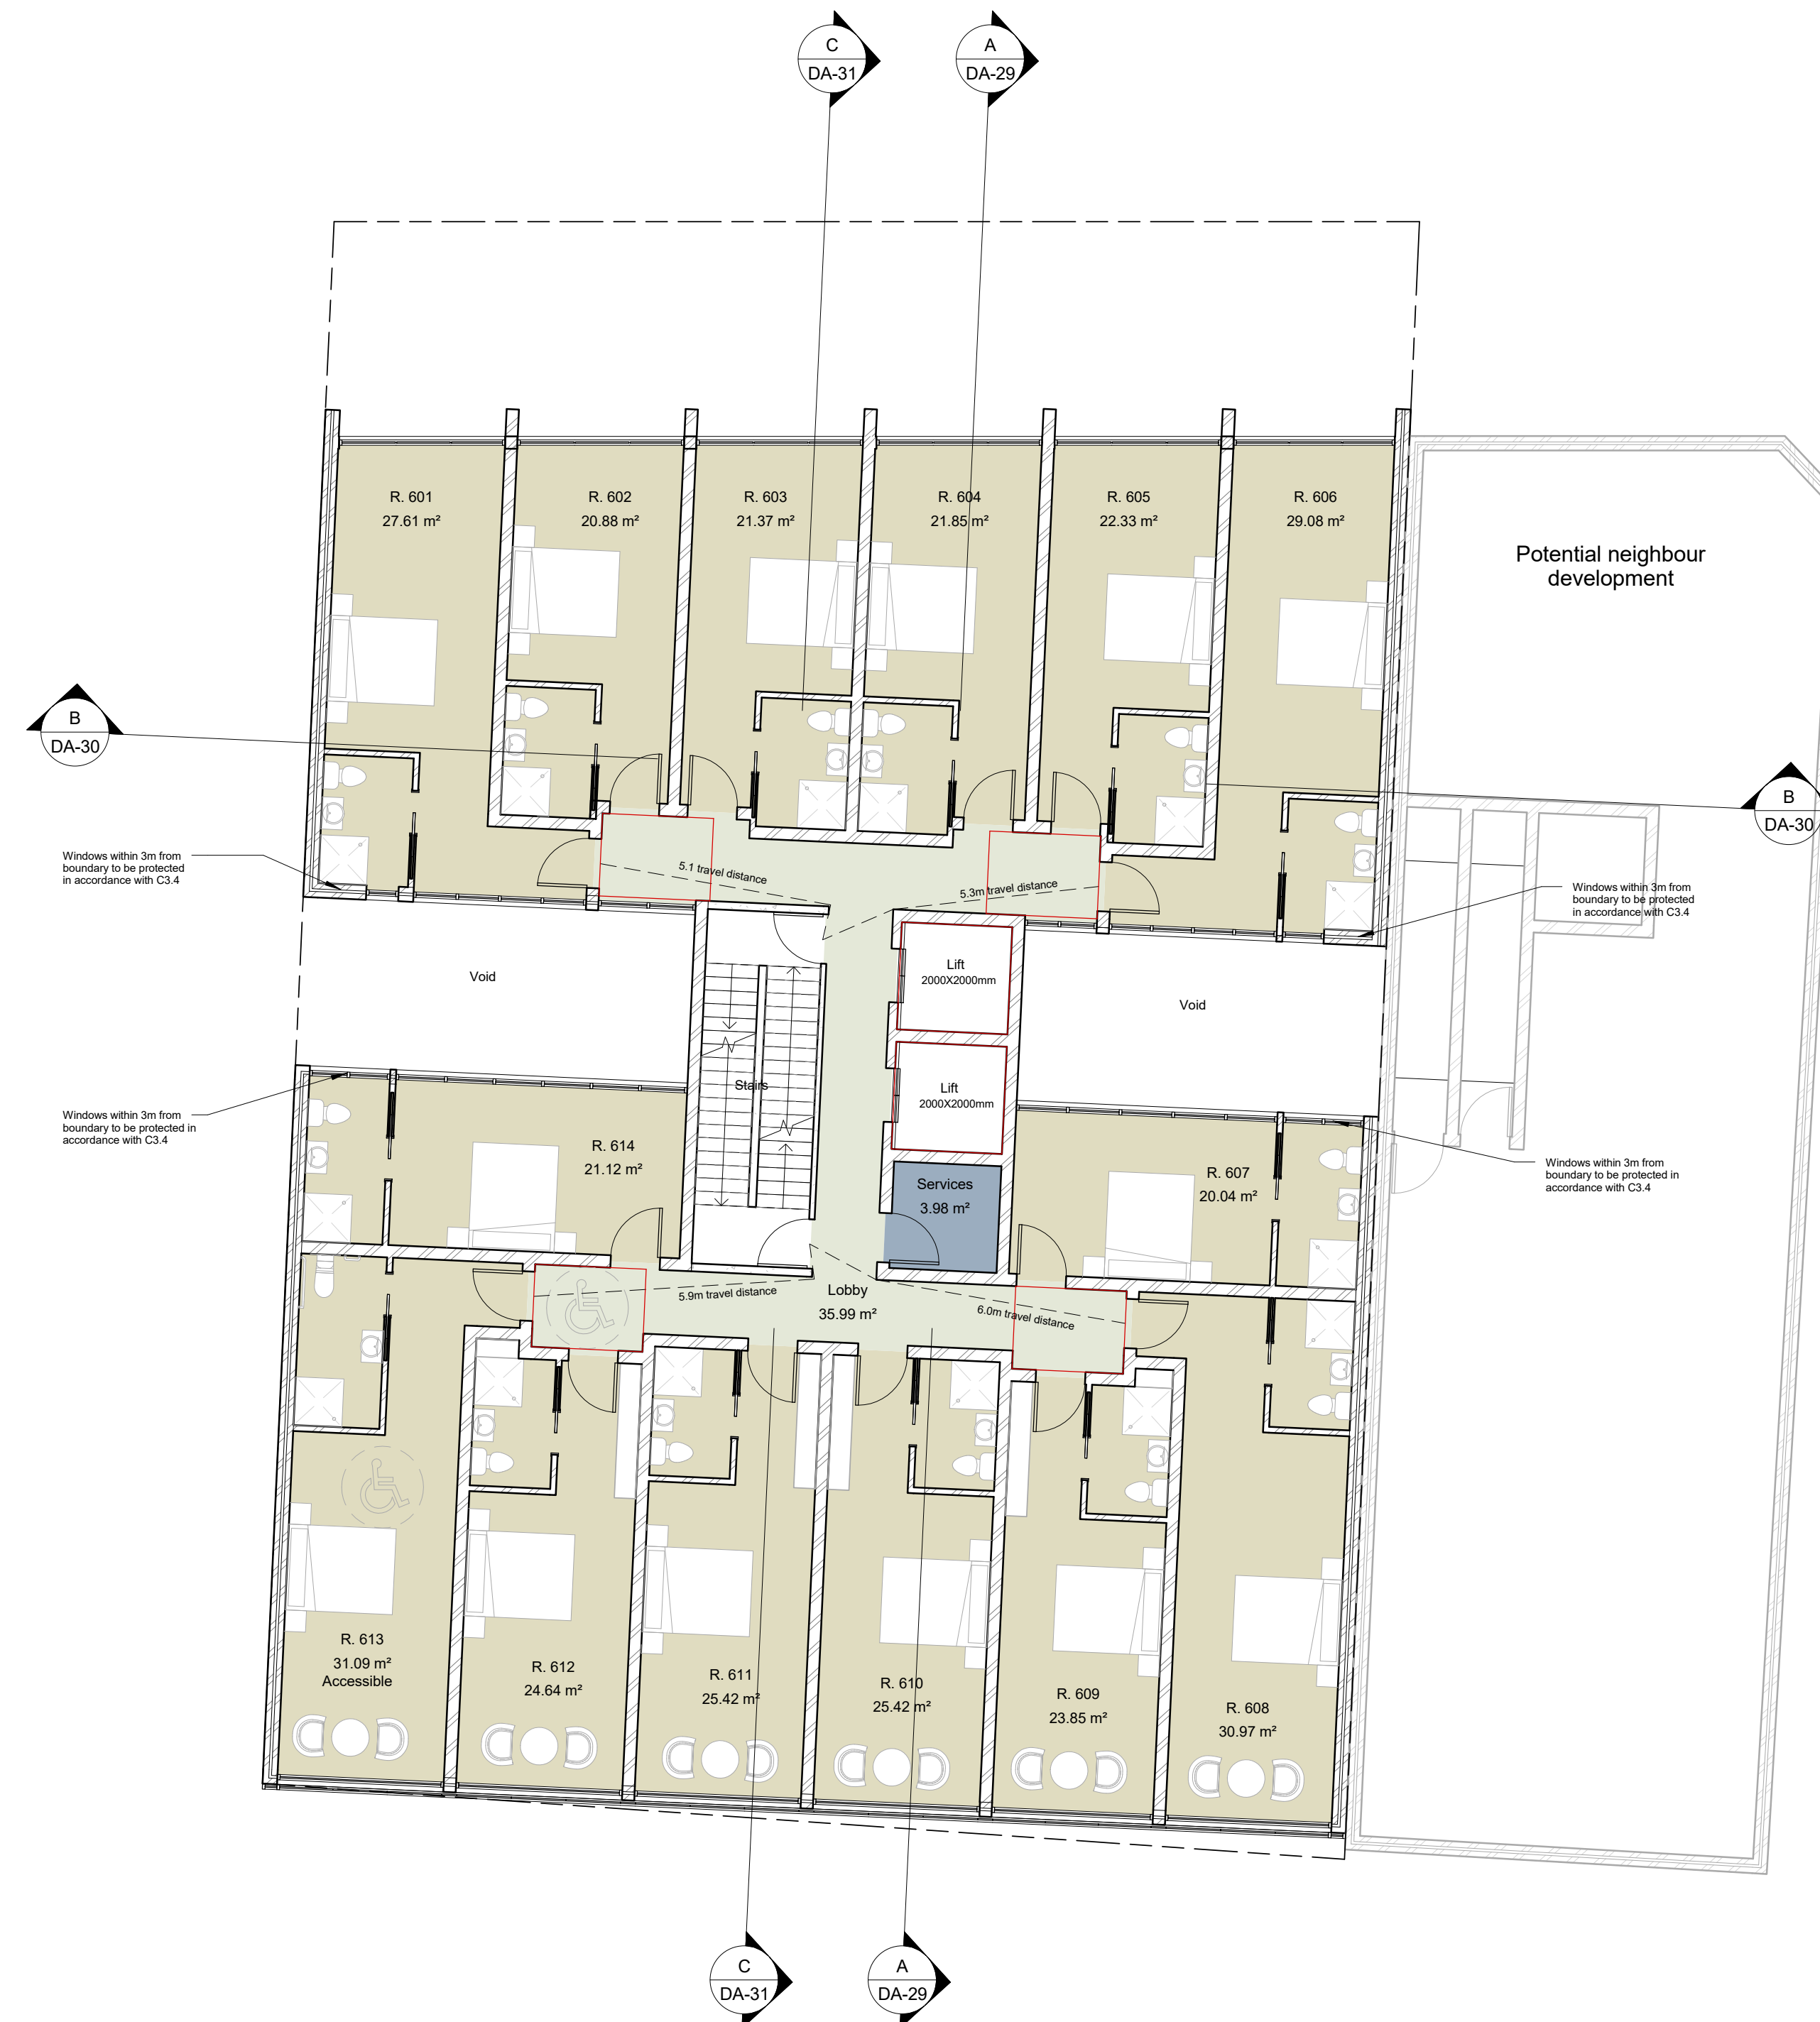 C
DA-31
A
DA-29
R. 601
27.61 m²
R. 602
20.88 m²
R. 603
21.37 m²
R. 604
21.85 m²
R. 605
22.33 m²
R. 606
29.08 m²
Potential neighbour
development
B
DA-30
B
DA-30
Windows within 3m from
boundary to be protected
in accordance with C3.4
5.1 travel distance
5.3m travel distance
Windows within 3m from
boundary to be protected
in accordance with C3.4
Void
Lift
2000X2000mm
Void
Stairs
Lift
2000X2000mm
Windows within 3m from
boundary to be protected in
accordance with C3.4
R. 614
21.12 m²
Services
3.98 m²
R. 607
20.04 m²
Windows within 3m from
boundary to be protected in
accordance with C3.4
5.9m travel distance
Lobby
35.99 m²
6.0m travel distance
R. 613
31.09 m²
Accessible
R. 612
24.64 m²
R. 611
25.42 m²
R. 610
25.42 m²
R. 609
23.85 m²
R. 608
30.97 m²
C
DA-31
A
DA-29